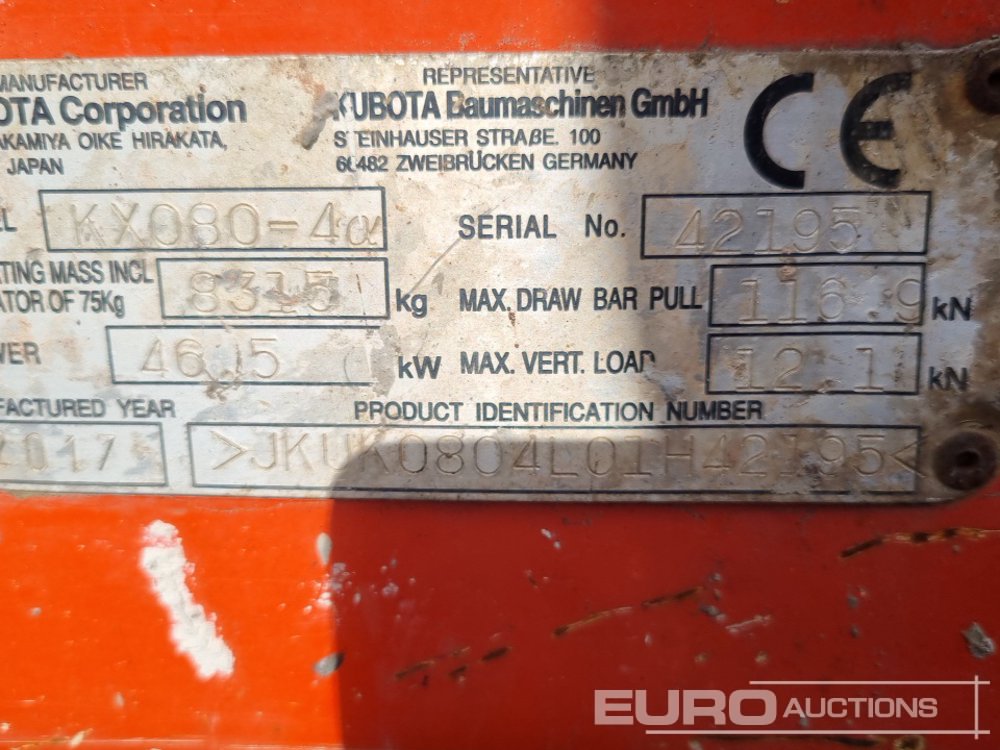 MANUFACTURER
OTA Corporation
AKAMIYA OIKE HIRAKATA,
JAPAN
REPRESENTATIVE
KUBOTA Baumaschinen GmbH
STEINHAUSER STRAßE. 100
66482 ZWEIBRÜCKEN GERMANY
CE
EL KX080-4α
SERIAL No. 42195
TING MASS INCL
ATOR OF 75Kg 8315 kg
MAX. DRAW BAR PULL 116.9 kN
WER 46.5 kW
MAX. VERT. LOAD 12.1 kN
FACTURED YEAR
2017
PRODUCT IDENTIFICATION NUMBER
>JKUK0804L01H42195<
EURO AUCTIONS